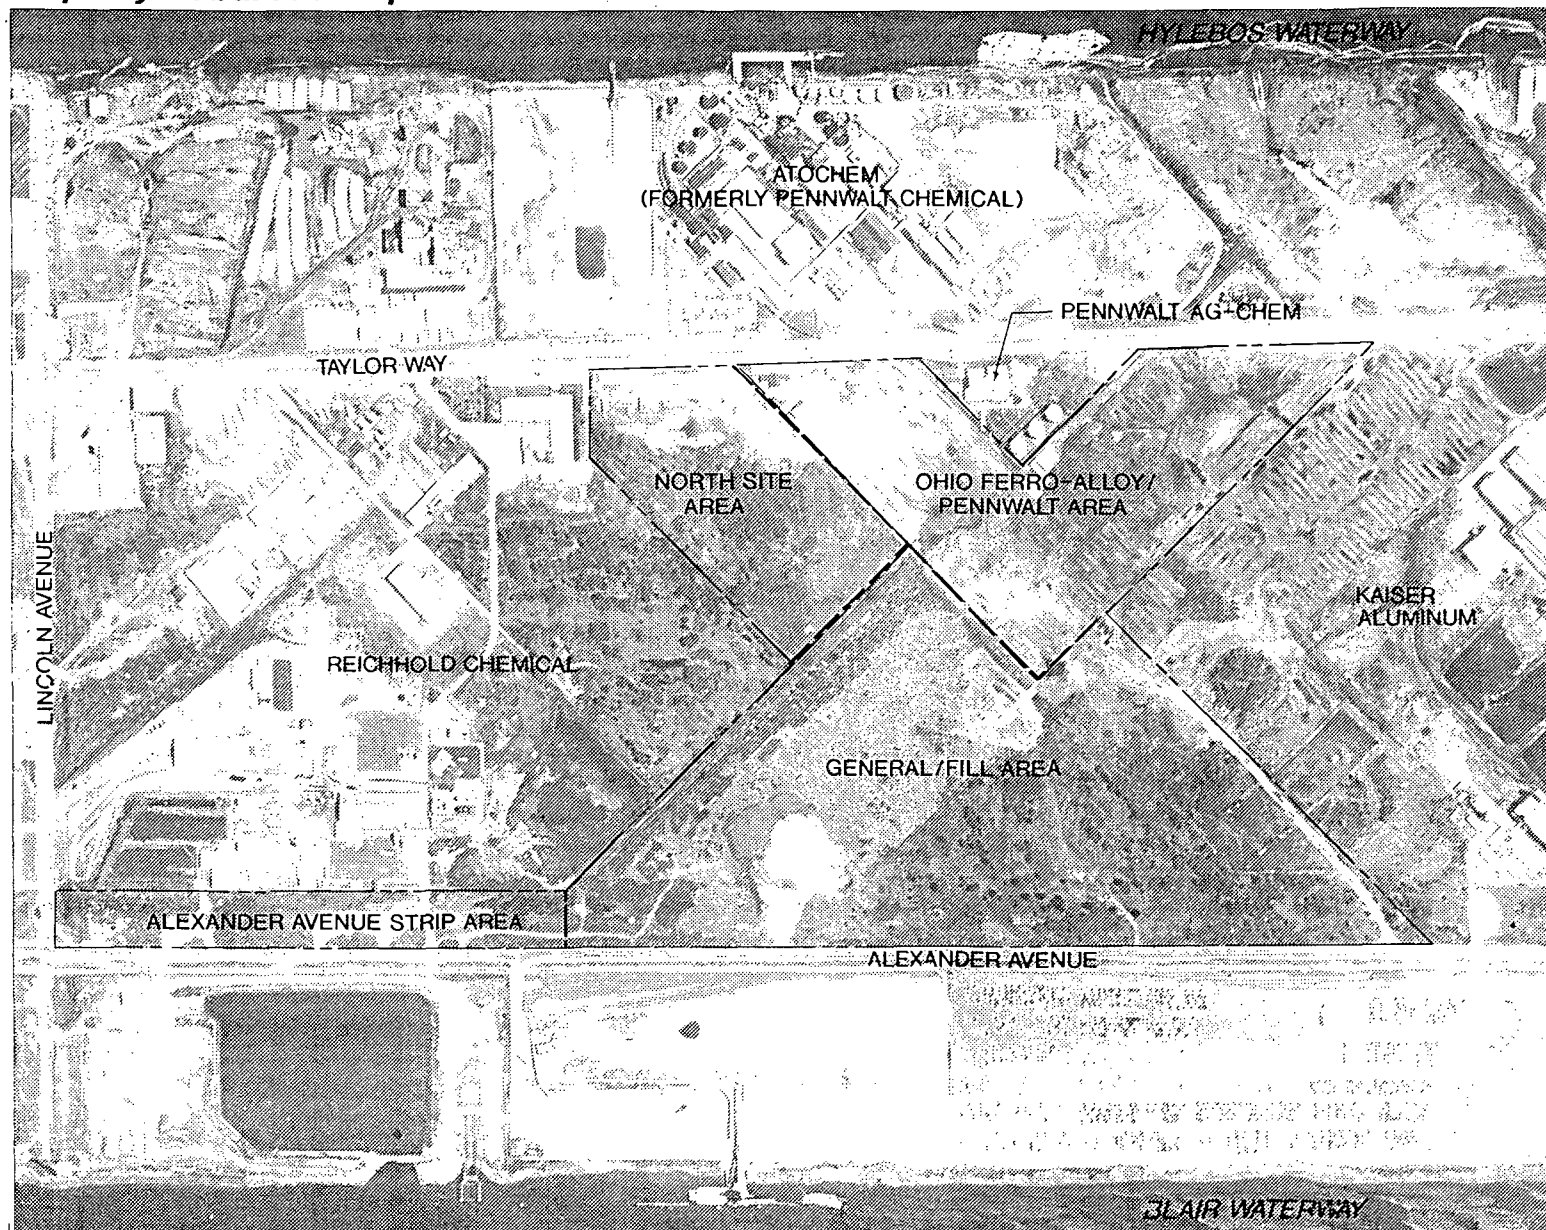 HYLEBOS WATERWAY
ATOCHEM
(FORMERLY PENNWALT CHEMICAL)
PENNWALT AG-CHEM
TAYLOR WAY
NORTH SITE
AREA
OHIO FERRO-ALLOY/
PENNWALT AREA
LINCOLN AVENUE
KAISER
ALUMINUM
REICHHOLD CHEMICAL
GENERAL/FILL AREA
ALEXANDER AVENUE STRIP AREA
ALEXANDER AVENUE
BLAIR WATERWAY